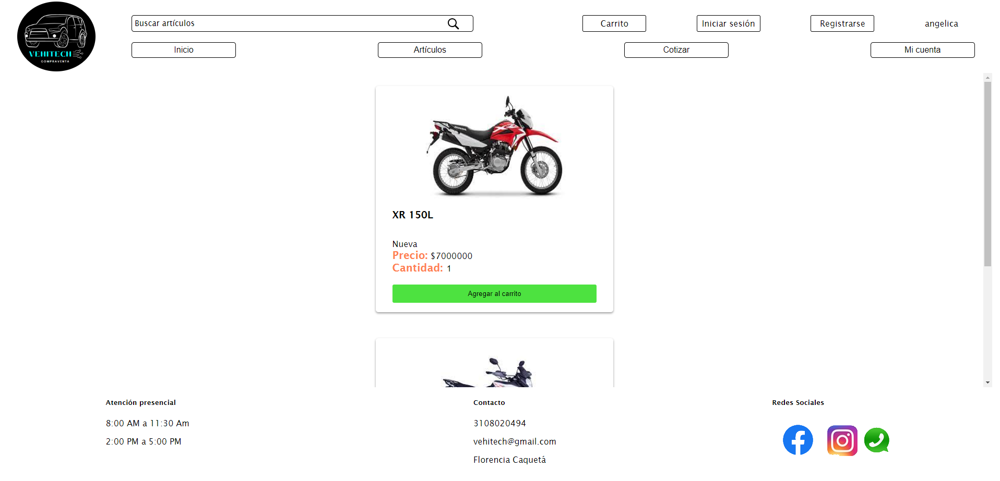 VEHITECH
COMPRAVENTA
Buscar artículos
Carrito
Iniciar sesión
Registrarse
angelica
Inicio
Artículos
Cotizar
Mi cuenta
HONDA
XR 150L
Nueva
Precio: $7000000
Cantidad: 1
Agregar al carrito
Atención presencial
8:00 AM a 11:30 Am
2:00 PM a 5:00 PM
Contacto
3108020494
vehitech@gmail.com
Florencia Caquetá
Redes Sociales